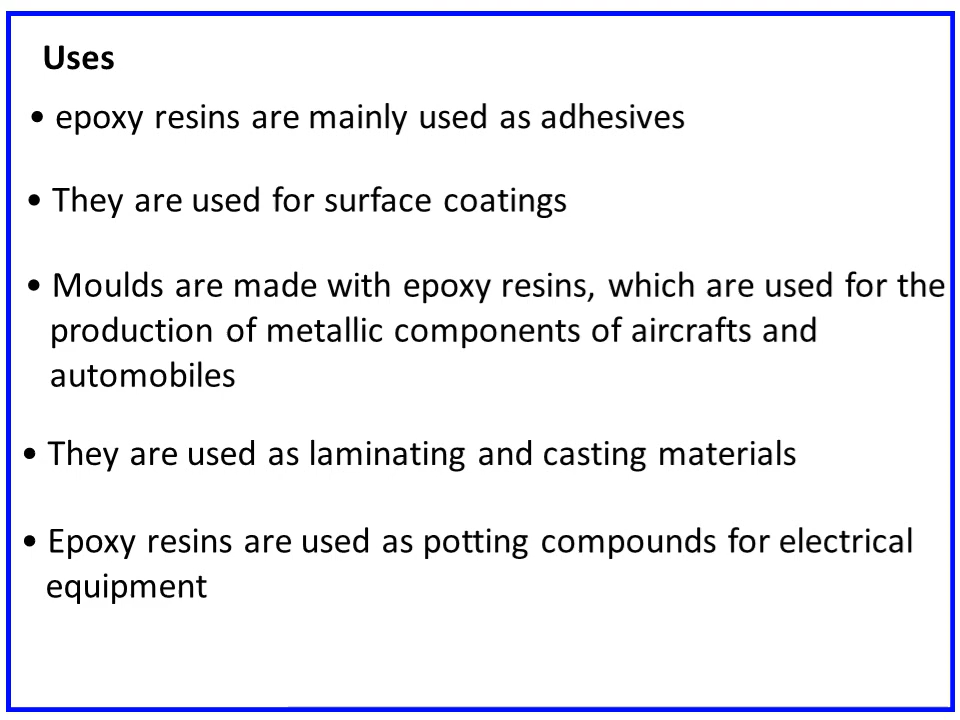 Uses
• epoxy resins are mainly used as adhesives
• They are used for surface coatings
• Moulds are made with epoxy resins, which are used for the
production of metallic components of aircrafts and
automobiles
• They are used as laminating and casting materials
• Epoxy resins are used as potting compounds for electrical
equipment